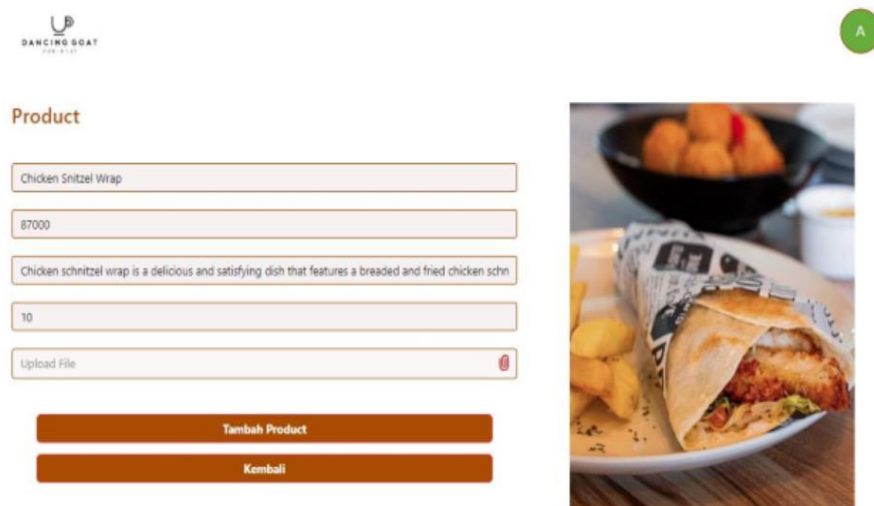 DANCING GOAT
A
Product
Chicken Snitzel Wrap
87000
Chicken schnitzel wrap is a delicious and satisfying dish that features a breaded and fried chicken schn
10
Upload File
Tambah Product
Kembali